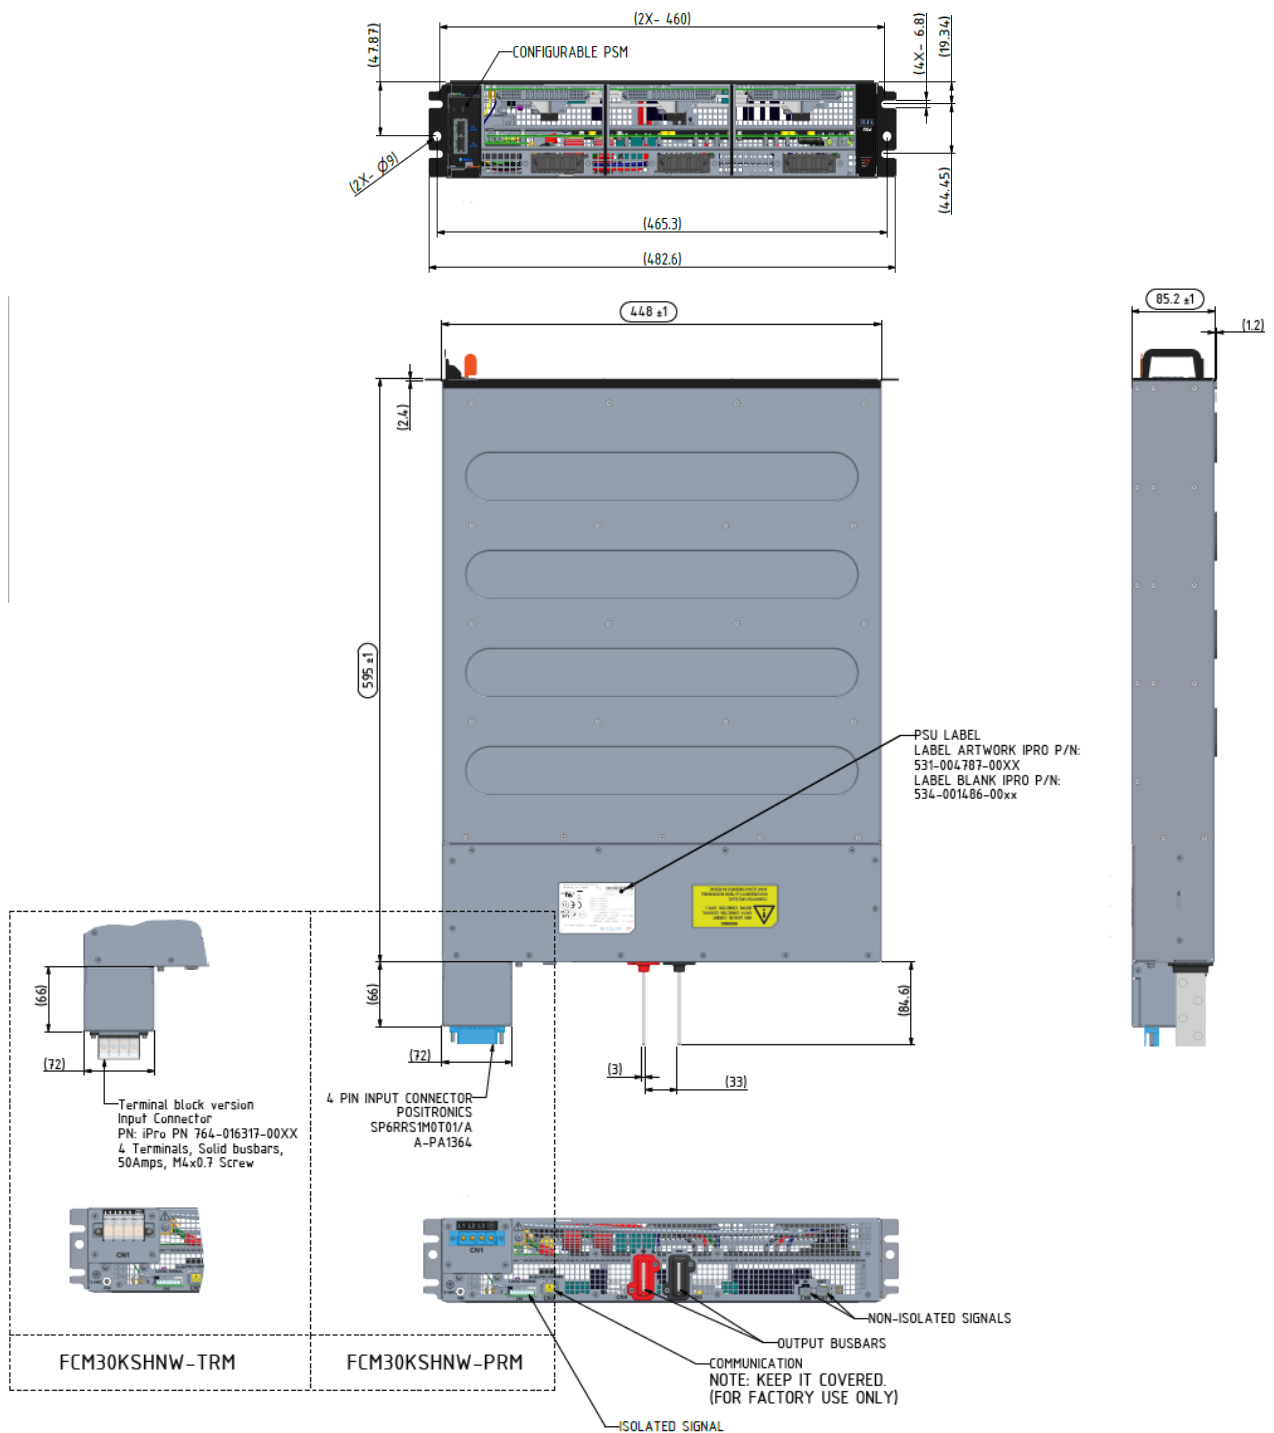 (2X- 460)
(47.87)
CONFIGURABLE PSM
(4X- 6.8)
(19.34)
(2X- Ø9)
(44.45)
(465.3)
(482.6)
448 ±1
85.2 ±1
(1.2)
(2.4)
595 ±1
PSU LABEL
LABEL ARTWORK IPRO P/N:
531-004787-00XX
LABEL BLANK IPRO P/N:
534-001486-00xx
(66)
(66)
(84.6)
(72)
(72)
(3)
(33)
Terminal block version
Input Connector
PN: iPro PN 764-016317-00XX
4 Terminals, Solid busbars,
50Amps, M4x0.7 Screw
4 PIN INPUT CONNECTOR
POSITRONICS
SP6RRS1M0T01/A
A-PA1364
L1 L2 L3
CN1
CN1
NON-ISOLATED SIGNALS
OUTPUT BUSBARS
COMMUNICATION
NOTE: KEEP IT COVERED.
(FOR FACTORY USE ONLY)
ISOLATED SIGNAL
FCM30KSHNW-TRM
FCM30KSHNW-PRM